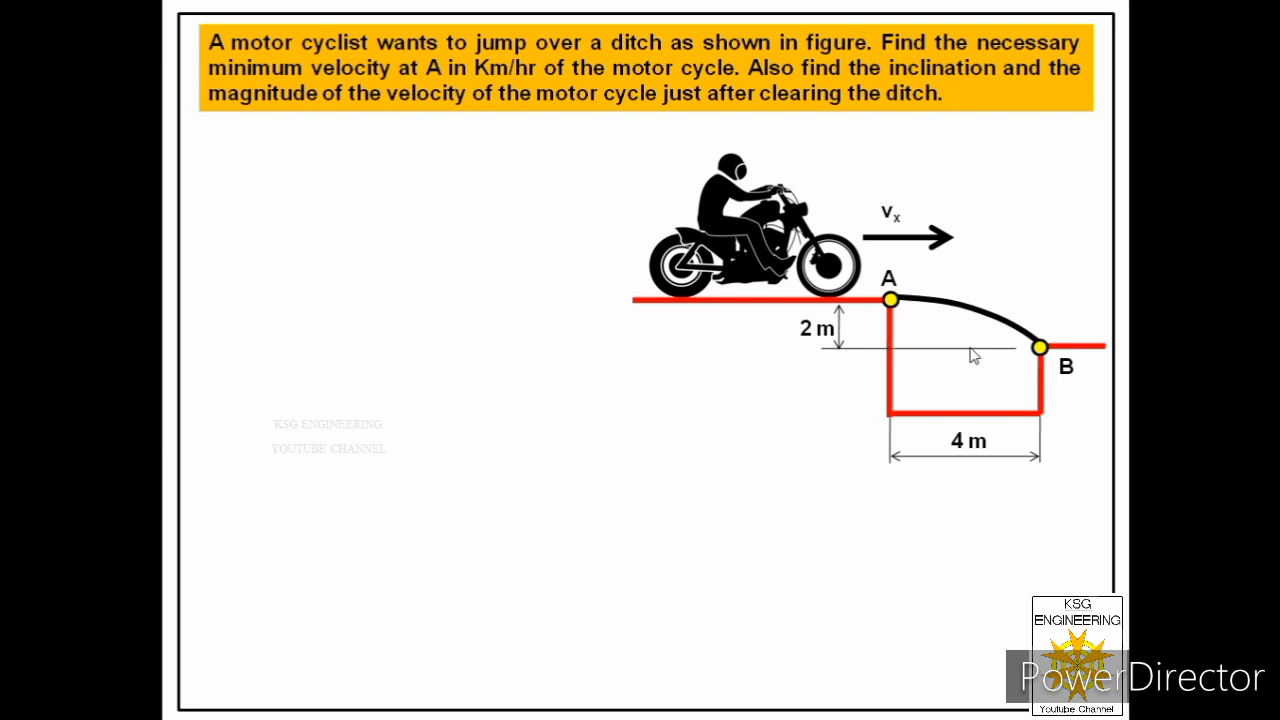 A motor cyclist wants to jump over a ditch as shown in figure. Find the necessary
minimum velocity at A in Km/hr of the motor cycle. Also find the inclination and the
magnitude of the velocity of the motor cycle just after clearing the ditch.
vx
A
2 m
B
KSG ENGINEERING
YOUTUBE CHANNEL
4 m
KSG
ENGINEERING
PowerDirector
Youtube Channel